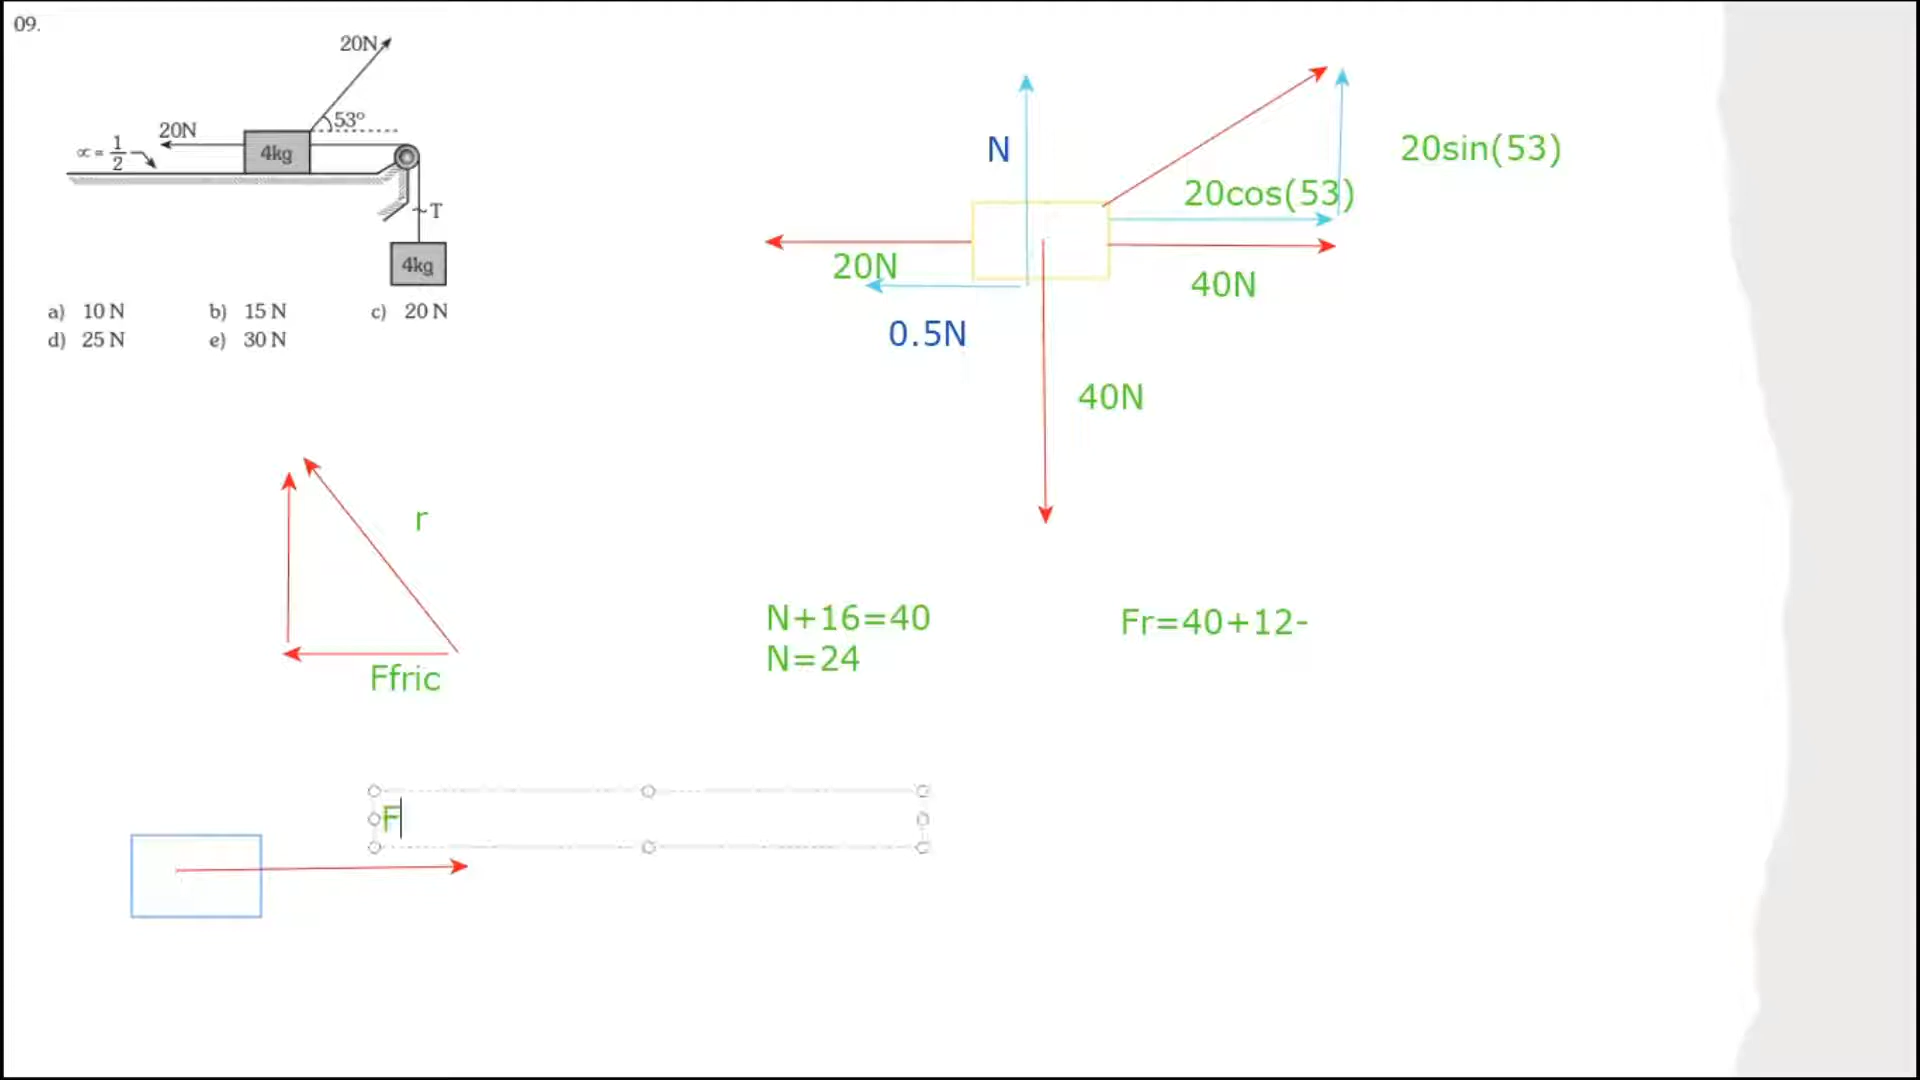 09.
20N
53°
20N
∝ = 1/2
4kg
T
4kg
a) 10 N b) 15 N c) 20 N
d) 25 N e) 30 N
N
20sin(53)
20cos(53)
20N
40N
0.5N
40N
r
Ffric
N+16=40
N=24
Fr=40+12-
F